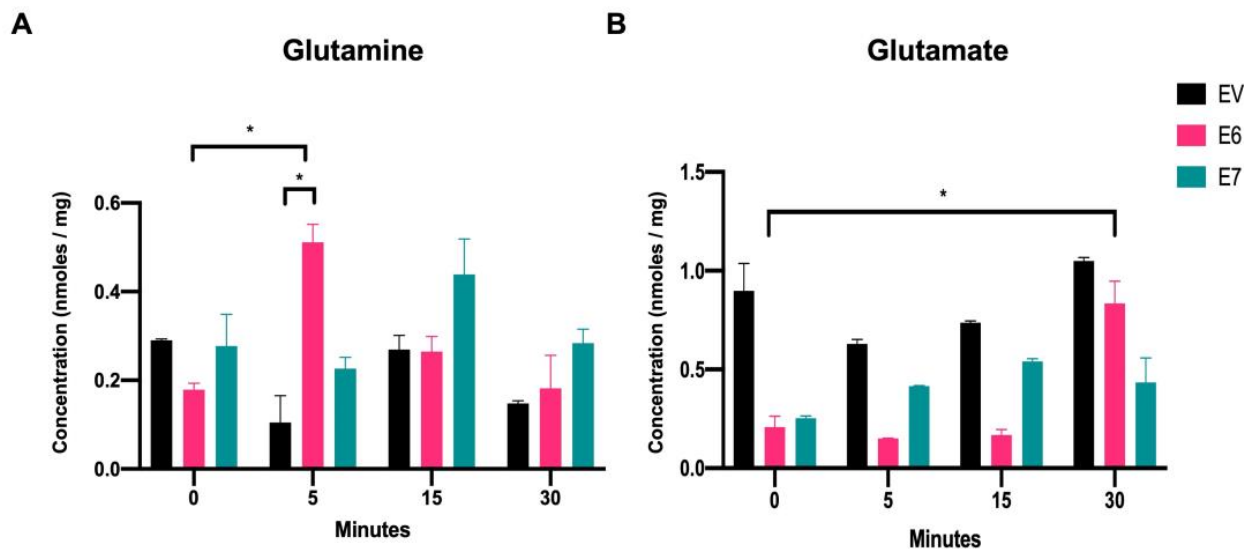 A
Glutamine
*
*
Concentration (nmoles / mg)
0.6
0.4
0.2
0.0
0
5
15
30
Minutes
B
Glutamate
EV
E6
E7
*
Concentration (nmoles / mg)
1.5
1.0
0.5
0.0
0
5
15
30
Minutes